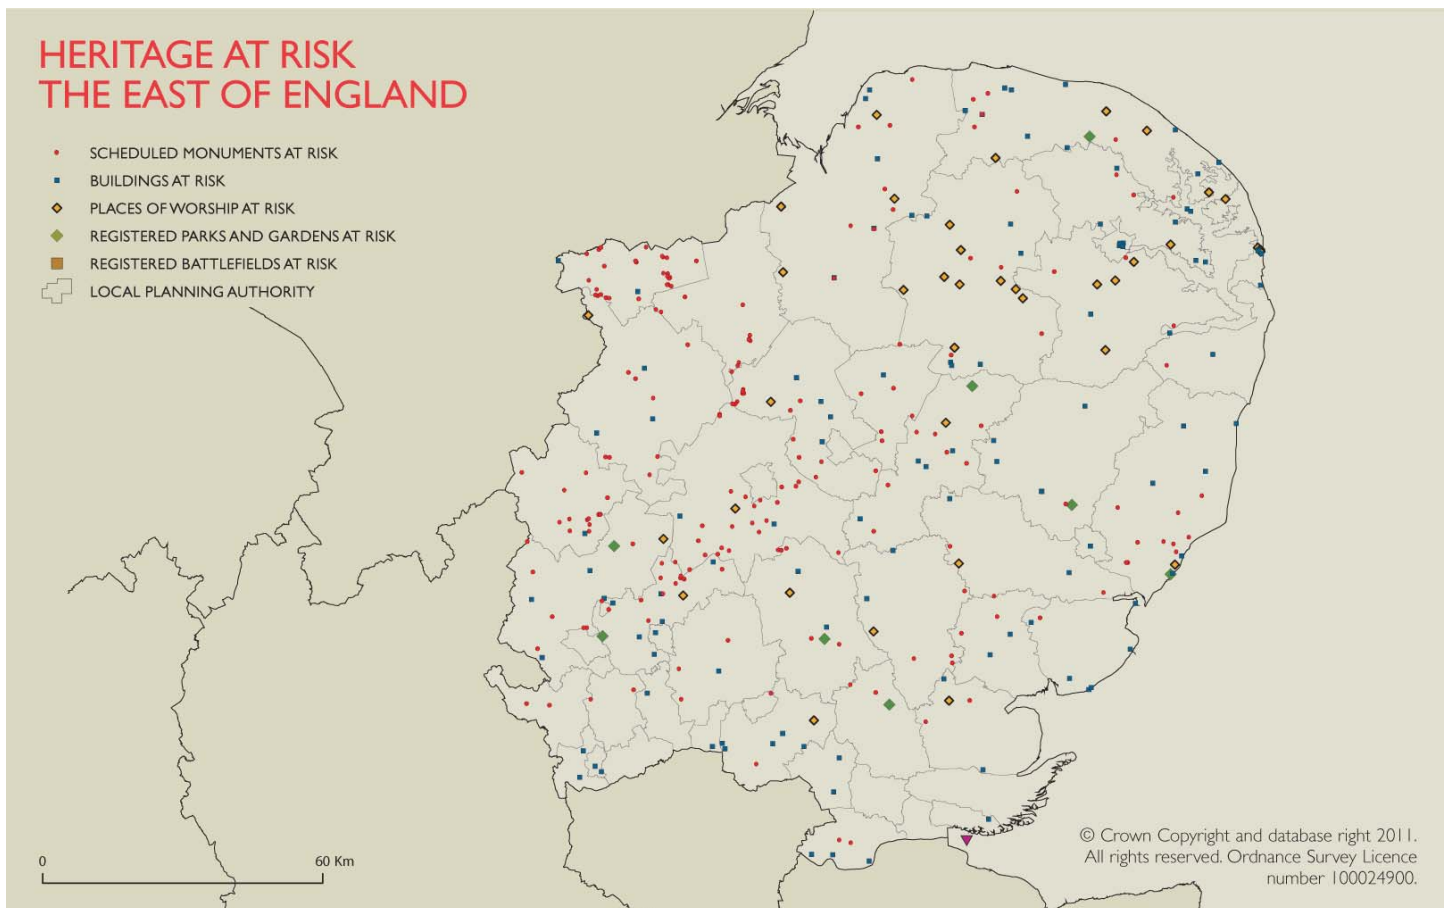 HERITAGE AT RISK
THE EAST OF ENGLAND
SCHEDULED MONUMENTS AT RISK
BUILDINGS AT RISK
PLACES OF WORSHIP AT RISK
REGISTERED PARKS AND GARDENS AT RISK
REGISTERED BATTLEFIELDS AT RISK
LOCAL PLANNING AUTHORITY
0 60 Km
© Crown Copyright and database right 2011.
All rights reserved. Ordnance Survey Licence
number 100024900.